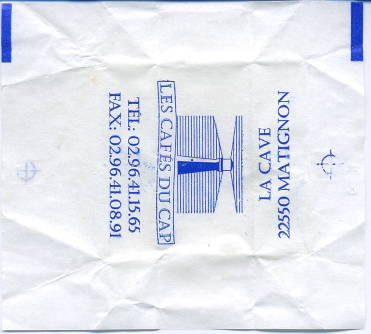 LES CAFÉS DU CAP
TÉL: 02.96.41.15.65
FAX: 02.96.41.08.91
LA CAVE
22550 MATIGNON